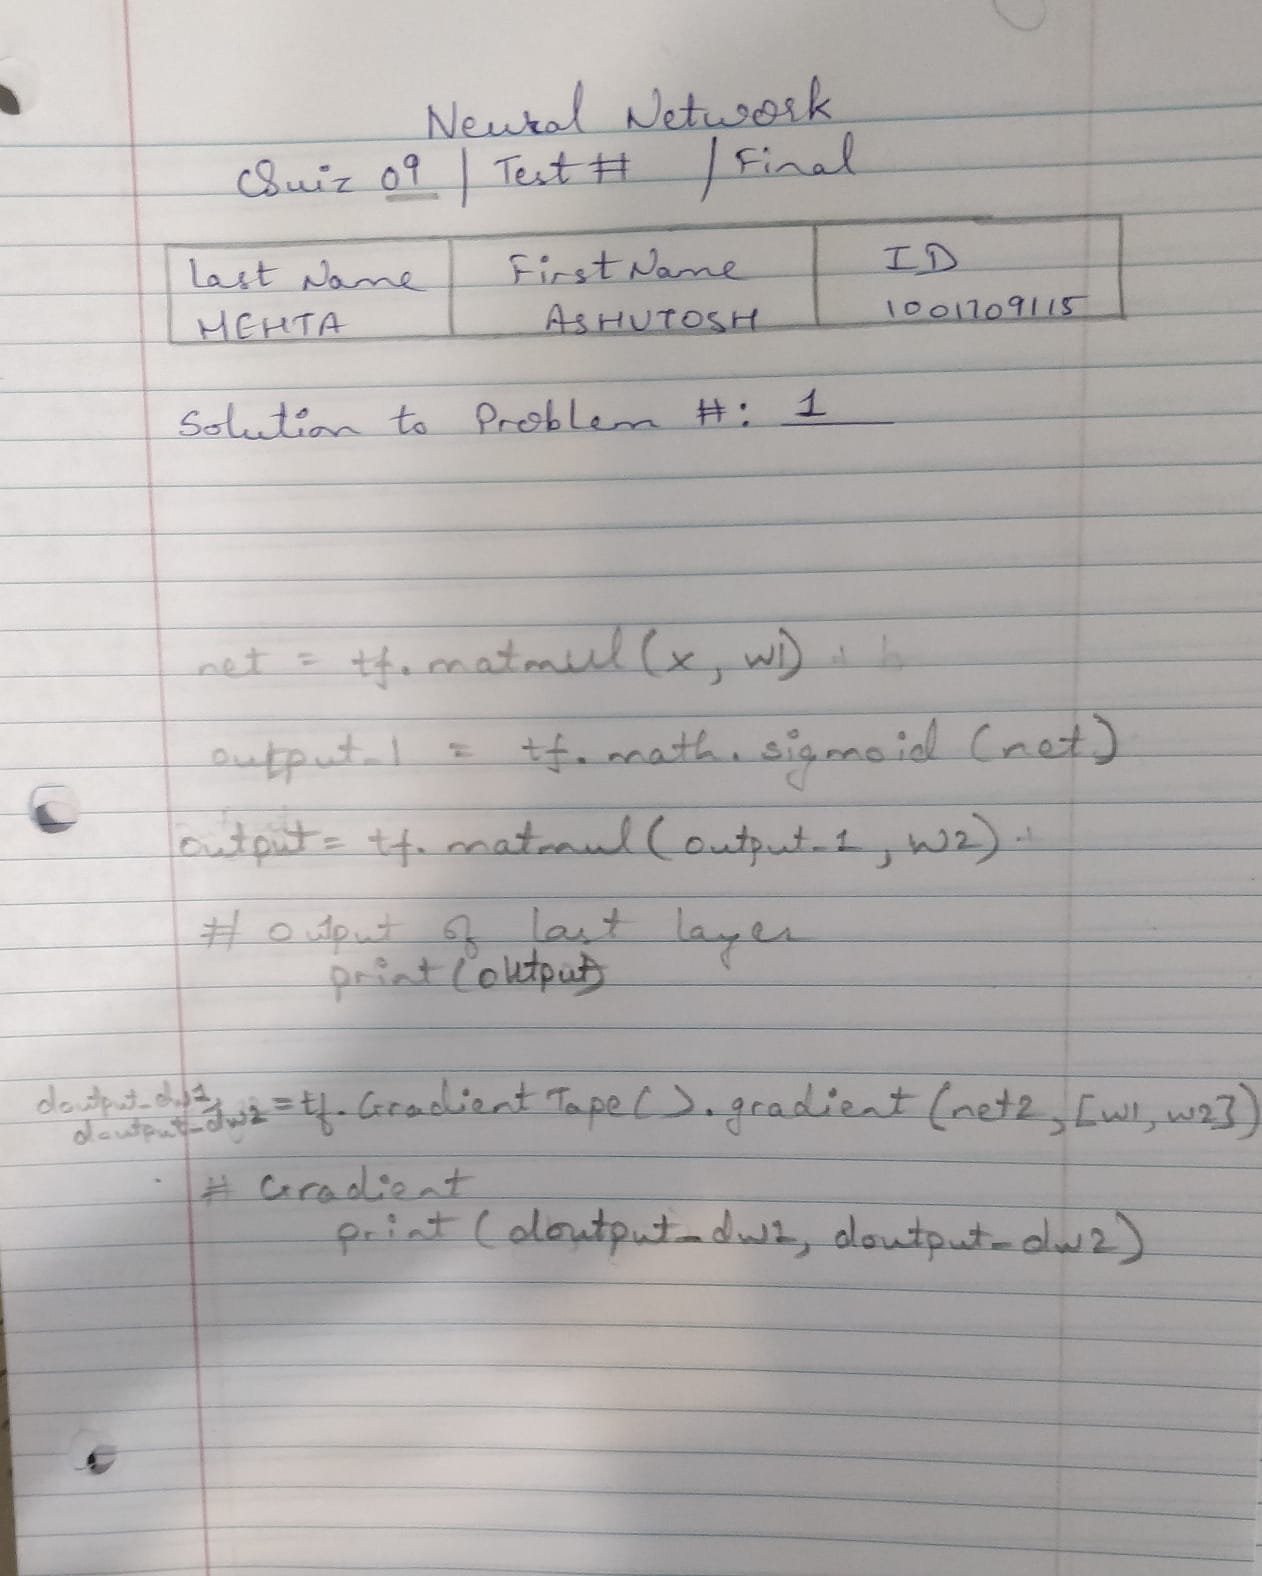 Neural Network
Quiz 09 | Test # / Final
Last Name First Name ID
MEHTA ASHUTOSH 1001709115
Solution to Problem #: 1
net = tf.matmul(x, w1) + b
output_1 = tf.math.sigmoid(net)
output = tf.matmul(output_1, w2)
# output of last layer
print(output)
doutput_dw1,
doutput_dw2 = tf.GradientTape().gradient(net2, [w1, w2])
# Gradient
print(doutput_dw1, doutput_dw2)